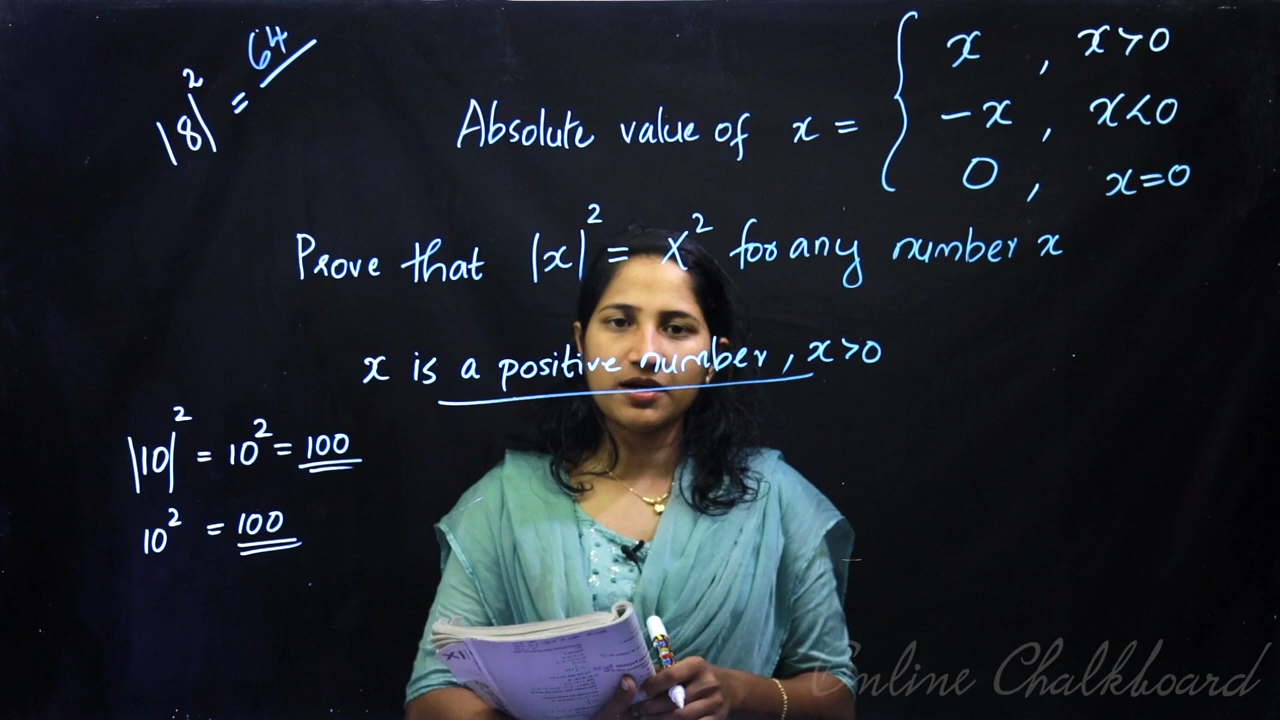 |8|² = 64
Absolute value of x = { x , x>0
-x , x<0
0 , x=0
Prove that |x|² = x² for any number x
x is a positive number, x>0
|10|² = 10² = 100
10² = 100
XI
Online Chalkboard